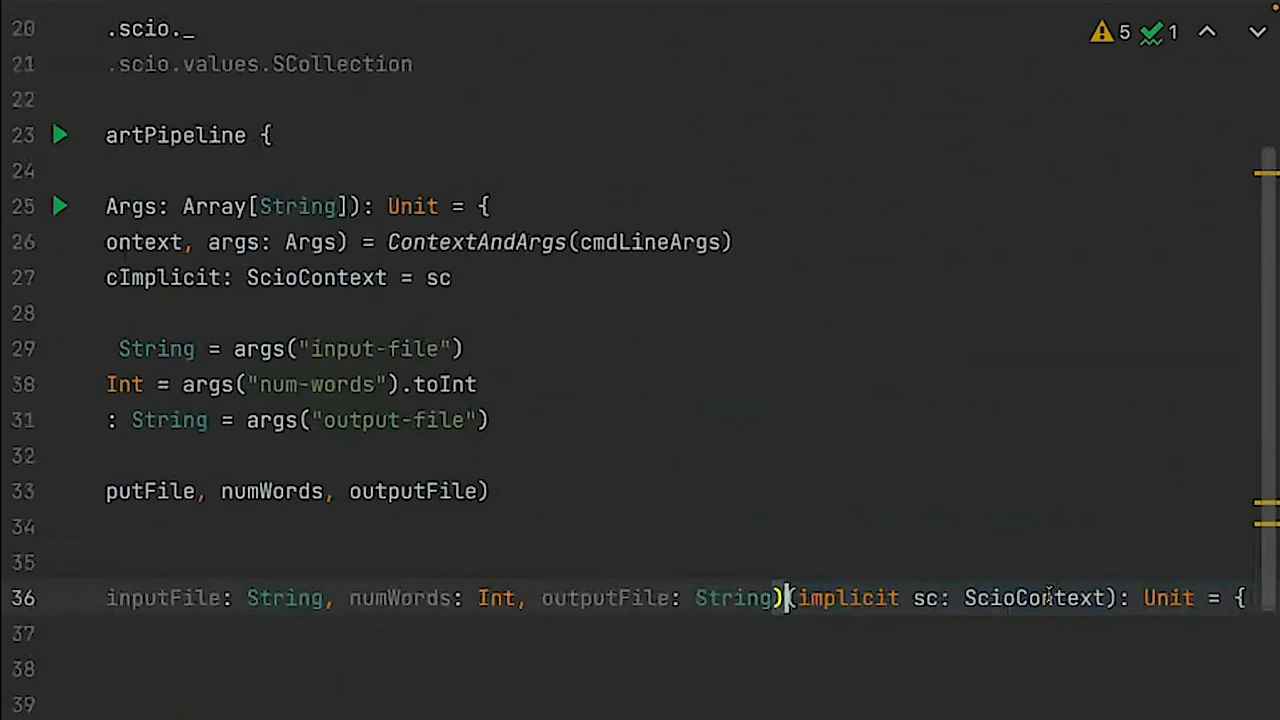 20 .scio._
5 1
21 .scio.values.SCollection
22
23 artPipeline {
24
25 Args: Array[String]): Unit = {
26 ontext, args: Args) = ContextAndArgs(cmdLineArgs)
27 cImplicit: ScioContext = sc
28
29 String = args("input-file")
30 Int = args("num-words").toInt
31 : String = args("output-file")
32
33 putFile, numWords, outputFile)
34
35
36 inputFile: String, numWords: Int, outputFile: String)(implicit sc: ScioContext): Unit = {
37
38
39